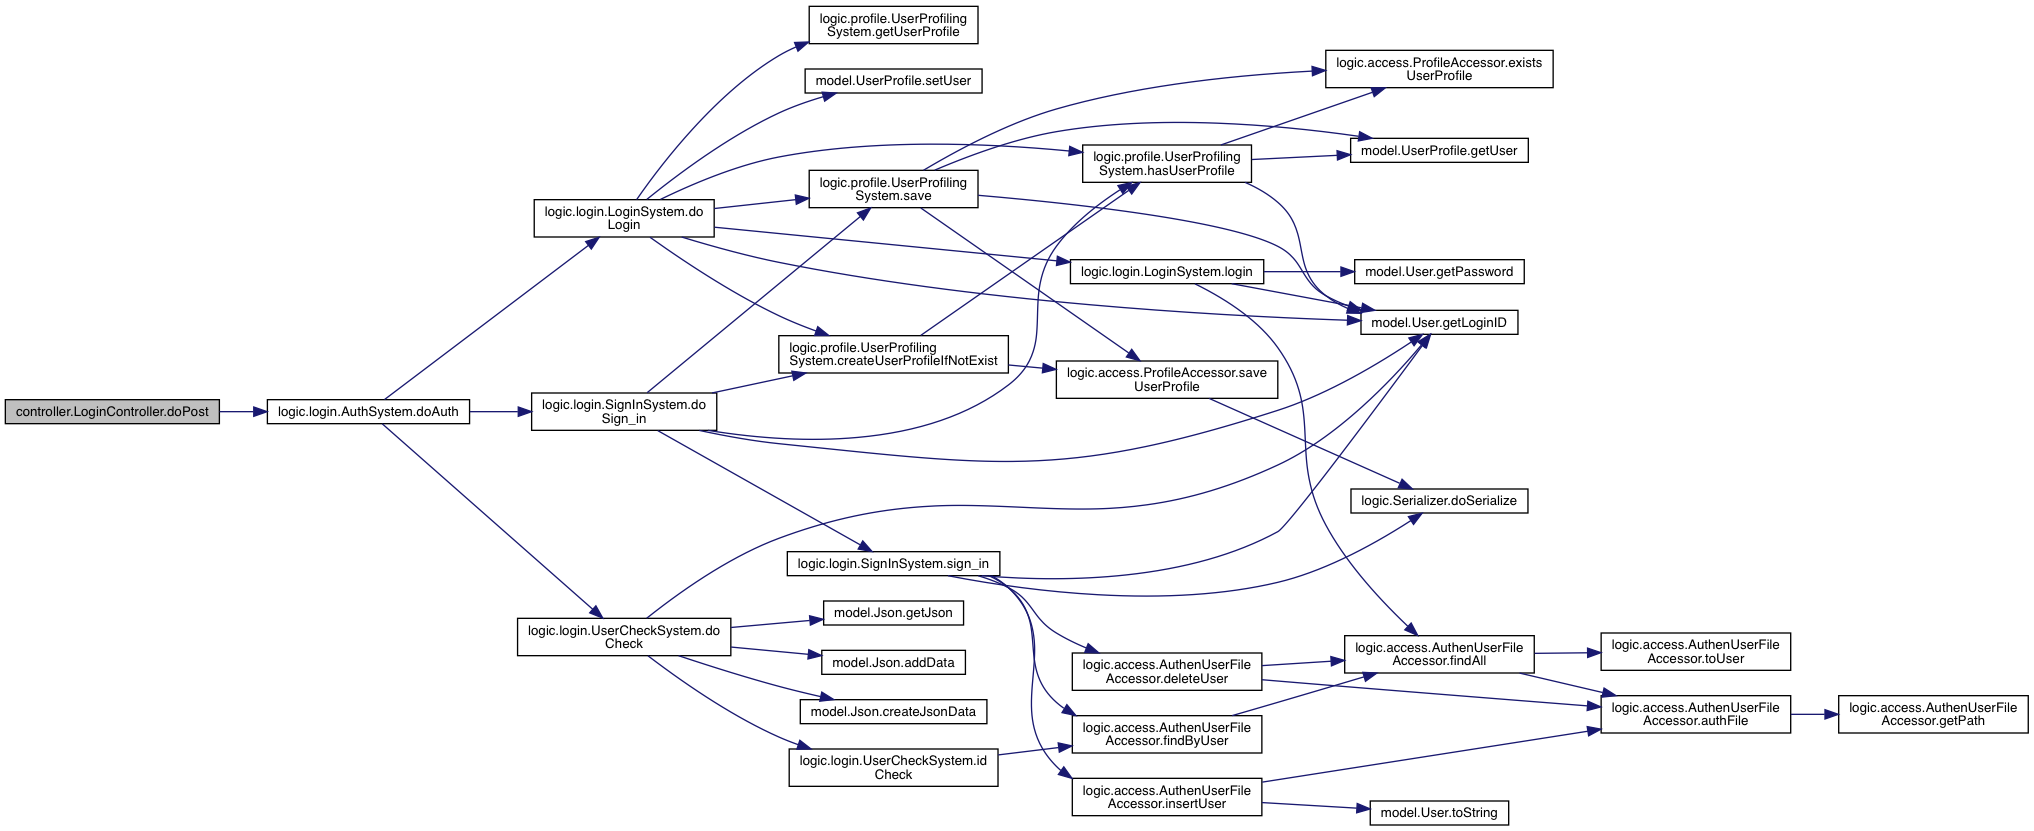 logic.profile.UserProfiling
System.getUserProfile
logic.access.ProfileAccessor.exists
UserProfile
model.UserProfile.setUser
model.UserProfile.getUser
logic.profile.UserProfiling
System.hasUserProfile
logic.profile.UserProfiling
System.save
logic.login.LoginSystem.do
Login
logic.login.LoginSystem.login
model.User.getPassword
model.User.getLoginID
logic.profile.UserProfiling
System.createUserProfileIfNotExist
logic.access.ProfileAccessor.save
UserProfile
controller.LoginController.doPost
logic.login.AuthSystem.doAuth
logic.login.SignInSystem.do
Sign_in
logic.Serializer.doSerialize
logic.login.SignInSystem.sign_in
model.Json.getJson
logic.login.UserCheckSystem.do
Check
model.Json.addData
logic.access.AuthenUserFile
Accessor.deleteUser
logic.access.AuthenUserFile
Accessor.findAll
logic.access.AuthenUserFile
Accessor.toUser
model.Json.createJsonData
logic.access.AuthenUserFile
Accessor.findByUser
logic.access.AuthenUserFile
Accessor.authFile
logic.access.AuthenUserFile
Accessor.getPath
logic.login.UserCheckSystem.id
Check
logic.access.AuthenUserFile
Accessor.insertUser
model.User.toString